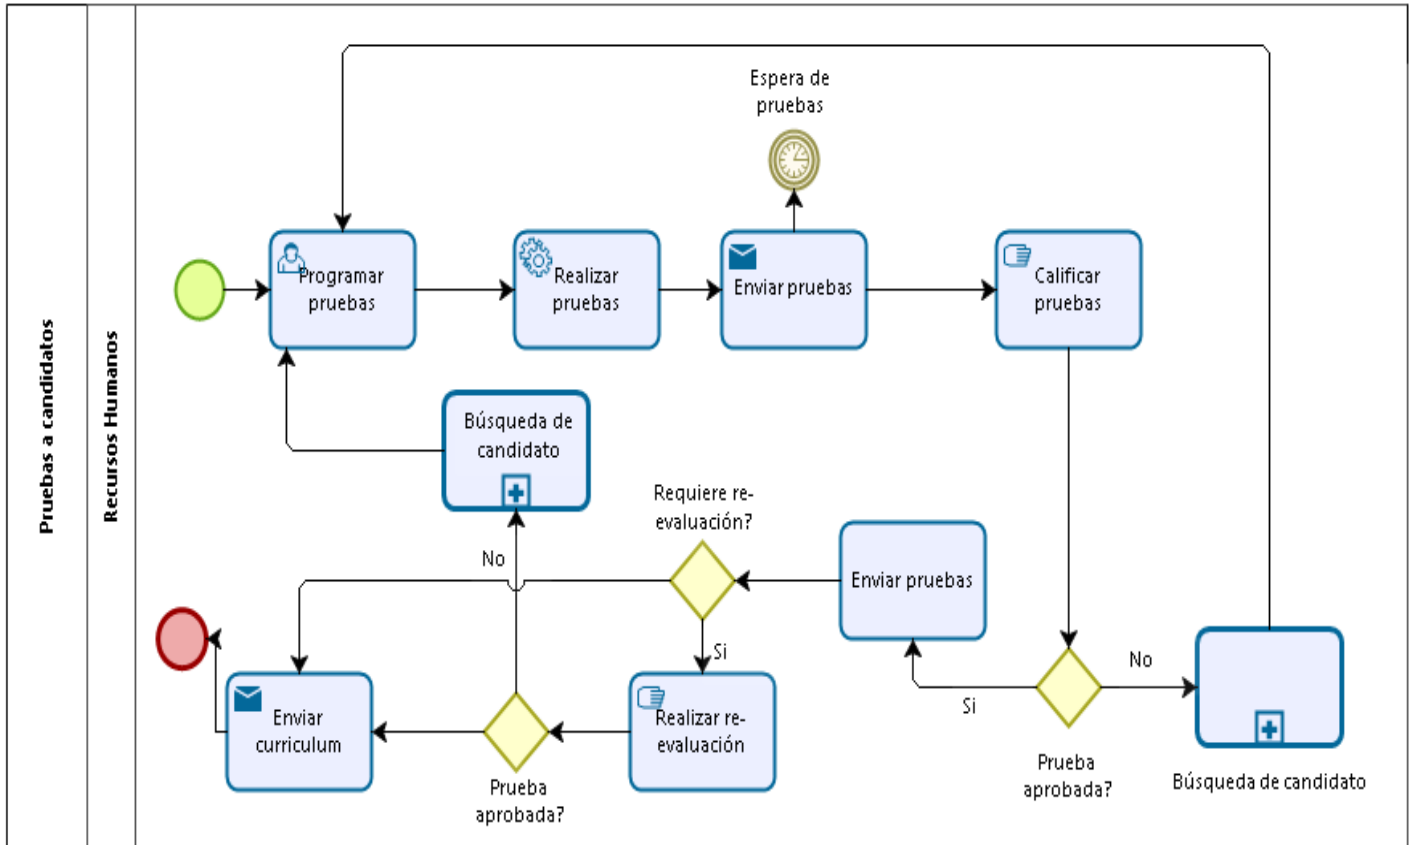 Pruebas a candidatos
Recursos Humanos
Espera de
pruebas
Programar
pruebas
Realizar
pruebas
Enviar pruebas
Calificar
pruebas
Búsqueda de
candidato
Requiere re-
evaluación?
No
Enviar pruebas
Si
No
Si
Enviar
curriculum
Prueba
aprobada?
Realizar re-
evaluación
Prueba
aprobada?
Búsqueda de candidato